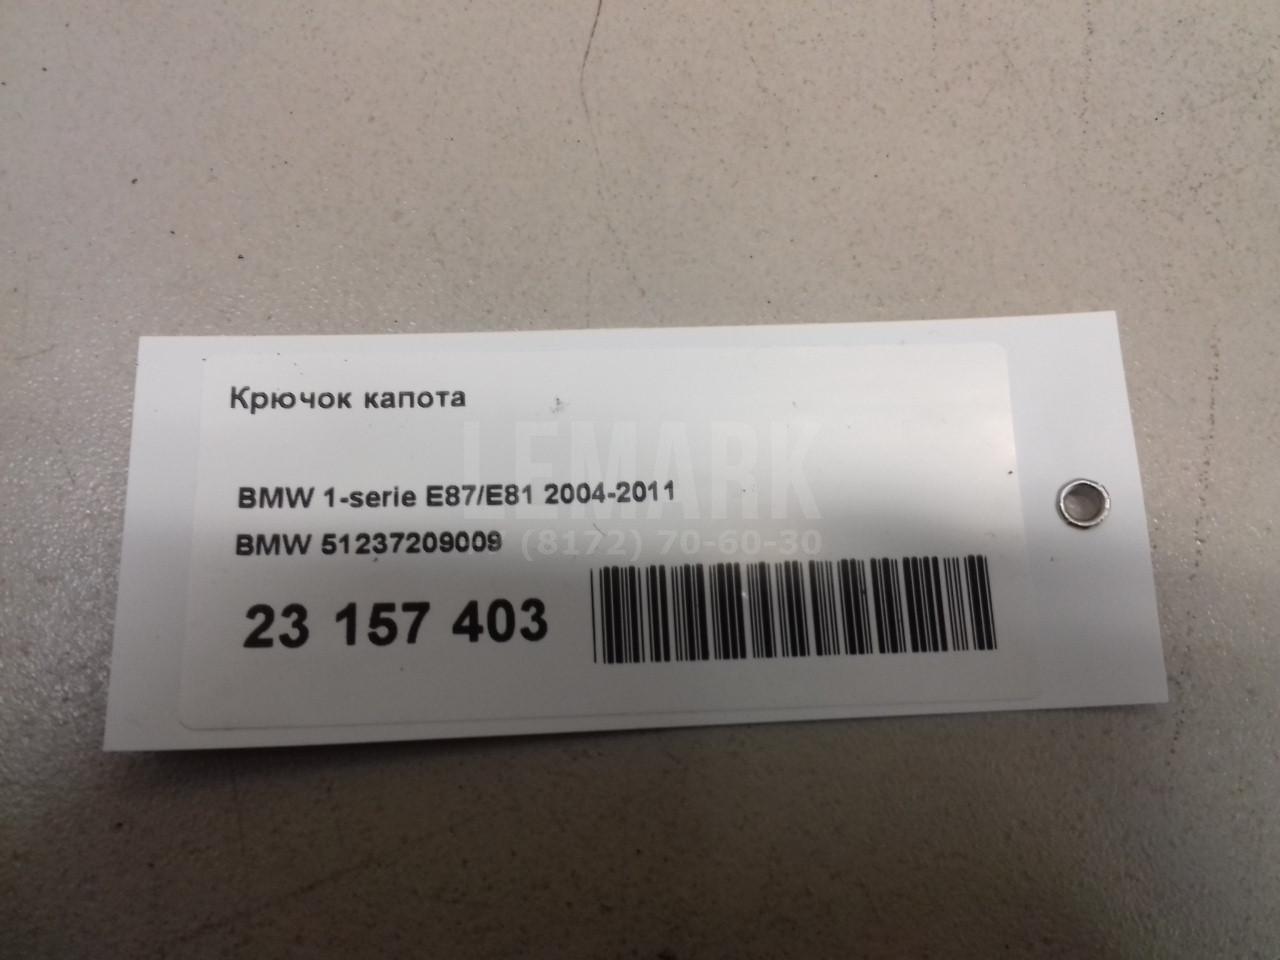 Крючок капота
LEMARK
BMW 1-serie E87/E81 2004-2011
BMW 51237209009
(8172) 70-60-30
23 157 403